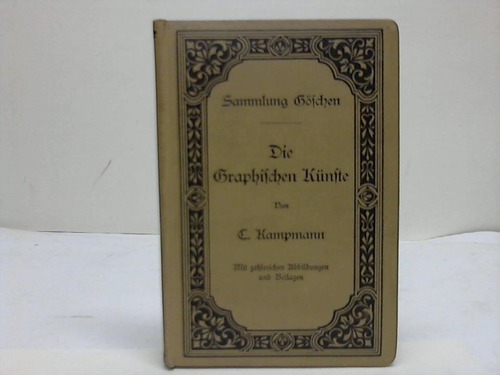 Sammlung Göschen
Die
Graphischen Künste
Von
C. Kampmann
Mit zahlreichen Abbildungen
und Beilagen